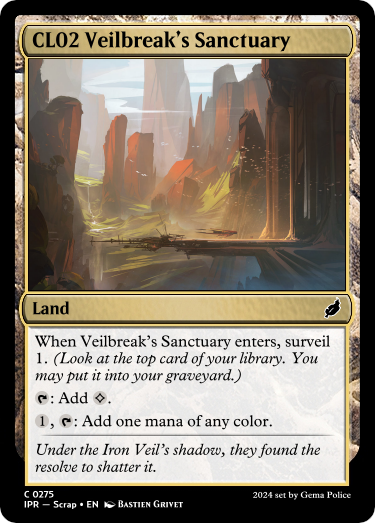 CL02 Veilbreak's Sanctuary
Land
When Veilbreak's Sanctuary enters, surveil
1. (Look at the top card of your library. You
may put it into your graveyard.)
: Add .
1, : Add one mana of any color.
Under the Iron Veil's shadow, they found the
resolve to shatter it.
C 0275
IPR — Scrap • EN Bastien Grivet
2024 set by Gema Police